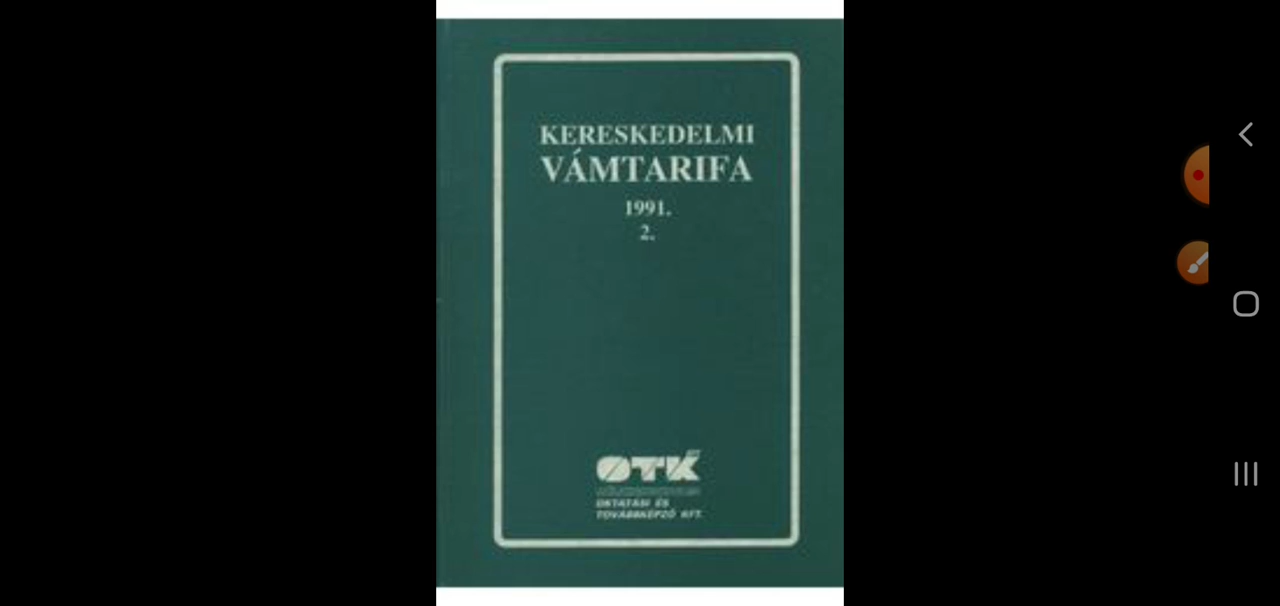 KERESKEDELMI
VÁMTARIFA
1991.
2.
OTK
OKTATÁSI ÉS
TOVÁBBKÉPZŐ KFT.